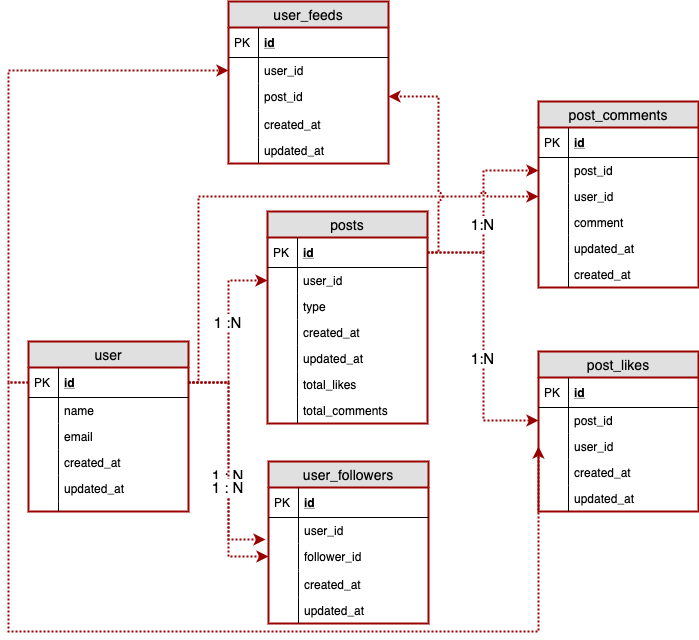 user_feeds
PK id
user_id
post_id
created_at
updated_at
post_comments
PK id
post_id
user_id
comment
updated_at
created_at
1:N
posts
PK id
user_id
type
created_at
updated_at
total_likes
total_comments
1 :N
1:N
user
PK id
name
email
created_at
updated_at
post_likes
PK id
post_id
user_id
created_at
updated_at
1 : N
1 : N
user_followers
PK id
user_id
follower_id
created_at
updated_at